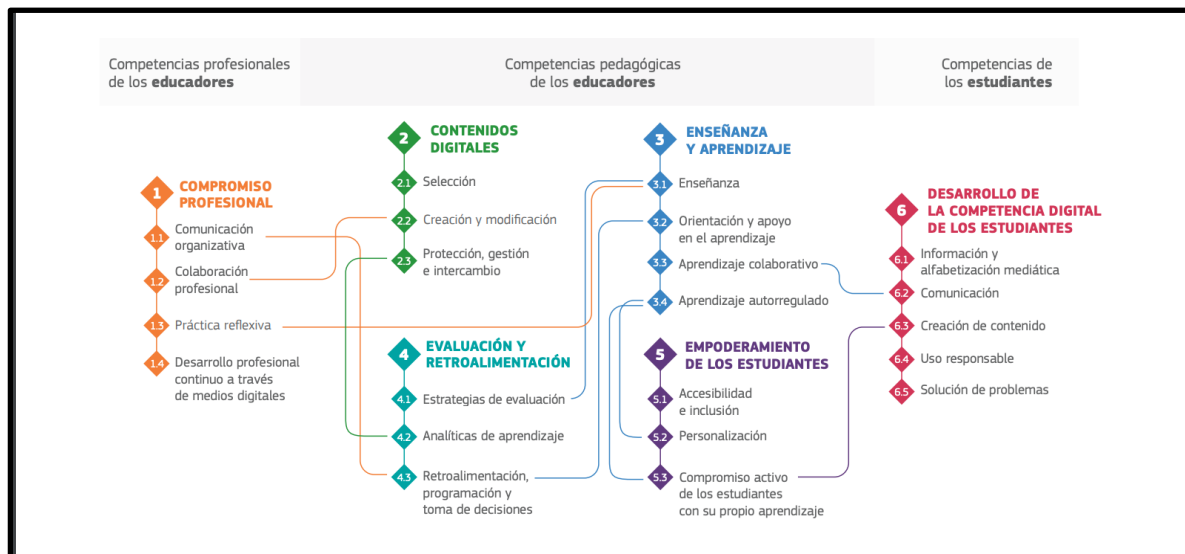 Competencias profesionales
de los educadores
Competencias pedagógicas
de los educadores
Competencias de
los estudiantes
1
COMPROMISO
PROFESIONAL
1.1
Comunicación
organizativa
1.2
Colaboración
profesional
1.3
Práctica reflexiva
1.4
Desarrollo profesional
continuo a través
de medios digitales
2
CONTENIDOS
DIGITALES
2.1
Selección
2.2
Creación y modificación
2.3
Protección, gestión
e intercambio
4
EVALUACIÓN Y
RETROALIMENTACIÓN
4.1
Estrategias de evaluación
4.2
Analíticas de aprendizaje
4.3
Retroalimentación,
programación y
toma de decisiones
3
ENSEÑANZA
Y APRENDIZAJE
3.1
Enseñanza
3.2
Orientación y apoyo
en el aprendizaje
3.3
Aprendizaje colaborativo
3.4
Aprendizaje autorregulado
5
EMPODERAMIENTO
DE LOS ESTUDIANTES
5.1
Accesibilidad
e inclusión
5.2
Personalización
5.3
Compromiso activo
de los estudiantes
con su propio aprendizaje
6
DESARROLLO DE
LA COMPETENCIA DIGITAL
DE LOS ESTUDIANTES
6.1
Información y
alfabetización mediática
6.2
Comunicación
6.3
Creación de contenido
6.4
Uso responsable
6.5
Solución de problemas